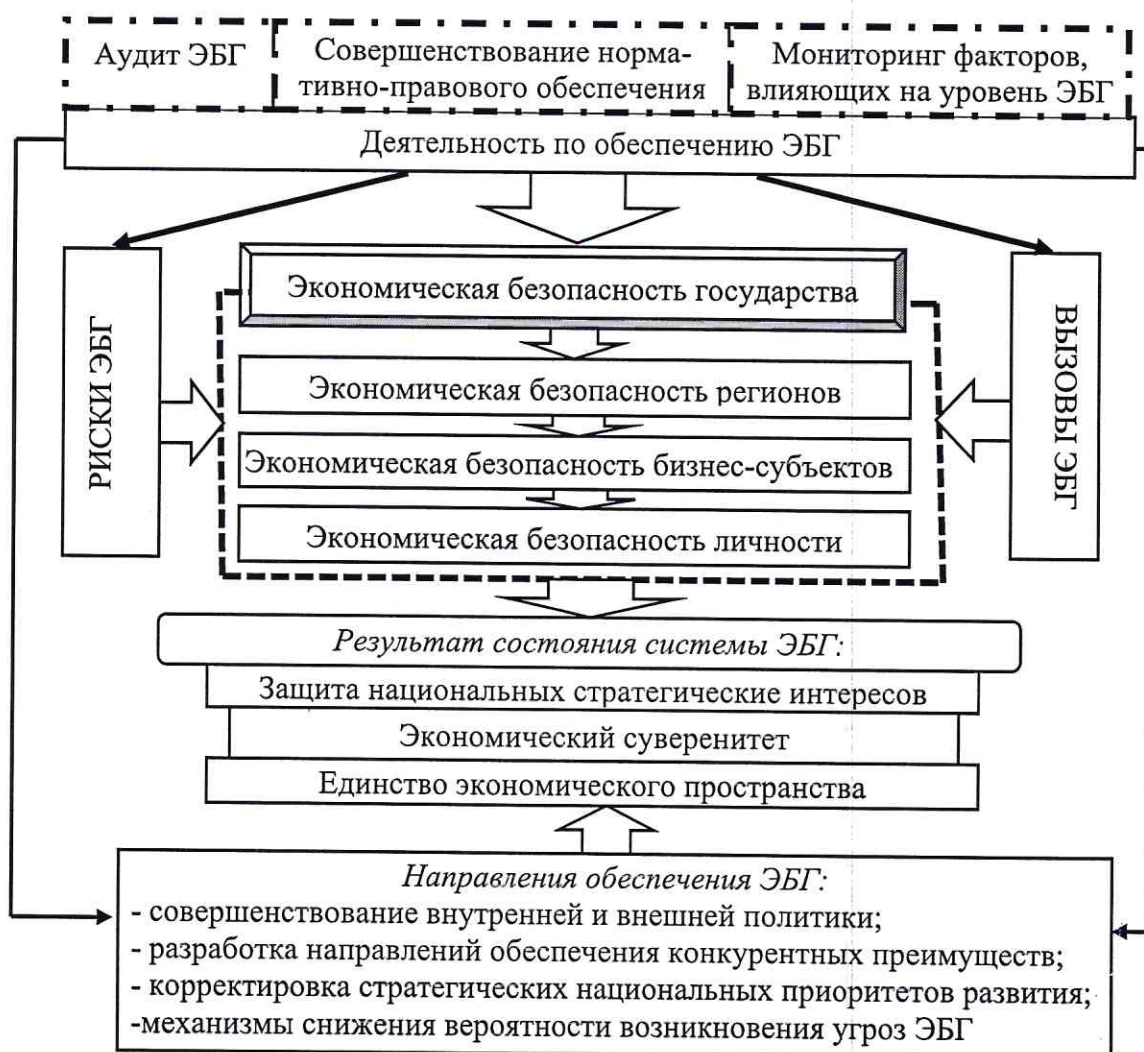 Аудит ЭБГ
Совершенствование норма-
тивно-правового обеспечения
Мониторинг факторов,
влияющих на уровень ЭБГ
Деятельность по обеспечению ЭБГ
РИСКИ ЭБГ
Экономическая безопасность государства
Экономическая безопасность регионов
Экономическая безопасность бизнес-субъектов
Экономическая безопасность личности
ВЫЗОВЫ ЭБГ
Результат состояния системы ЭБГ:
Защита национальных стратегические интересов
Экономический суверенитет
Единство экономического пространства
Направления обеспечения ЭБГ:
- совершенствование внутренней и внешней политики;
- разработка направлений обеспечения конкурентных преимуществ;
- корректировка стратегических национальных приоритетов развития;
-механизмы снижения вероятности возникновения угроз ЭБГ